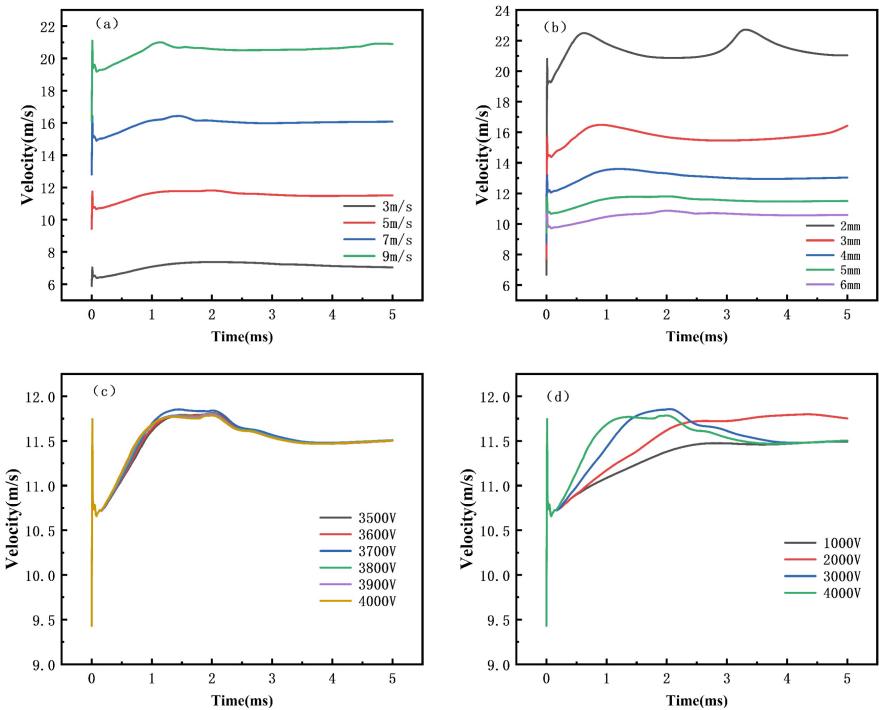 (a)
Velocity(m/s)
22
20
18
16
14
12
10
8
6
0 1 2 3 4 5
Time(ms)
3m/s
5m/s
7m/s
9m/s
(b)
Velocity(m/s)
24
22
20
18
16
14
12
10
8
6
0 1 2 3 4 5
Time(ms)
2mm
3mm
4mm
5mm
6mm
(c)
Velocity(m/s)
12.0
11.5
11.0
10.5
10.0
9.5
9.0
0 1 2 3 4 5
Time(ms)
3500V
3600V
3700V
3800V
3900V
4000V
(d)
Velocity(m/s)
12.0
11.5
11.0
10.5
10.0
9.5
9.0
0 1 2 3 4 5
Time(ms)
1000V
2000V
3000V
4000V